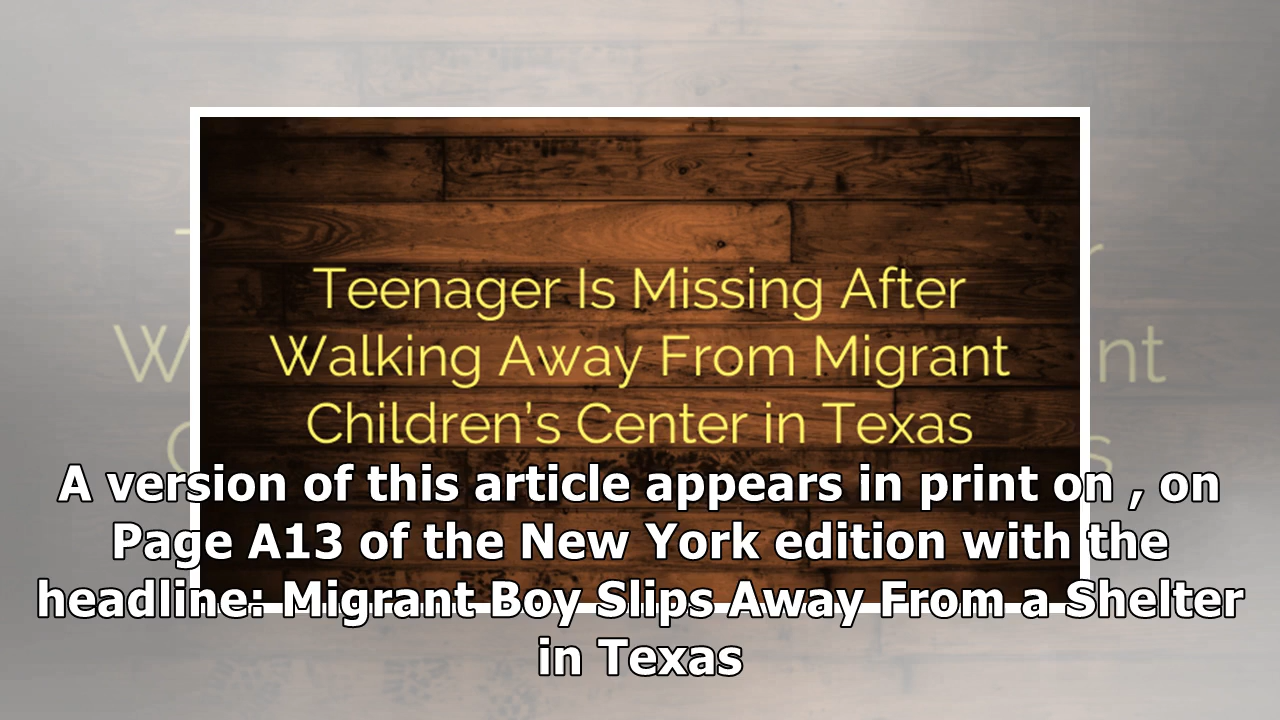 Teenager Is Missing After
Walking Away From Migrant
Children's Center in Texas
A version of this article appears in print on , on
Page A13 of the New York edition with the
headline: Migrant Boy Slips Away From a Shelter
in Texas